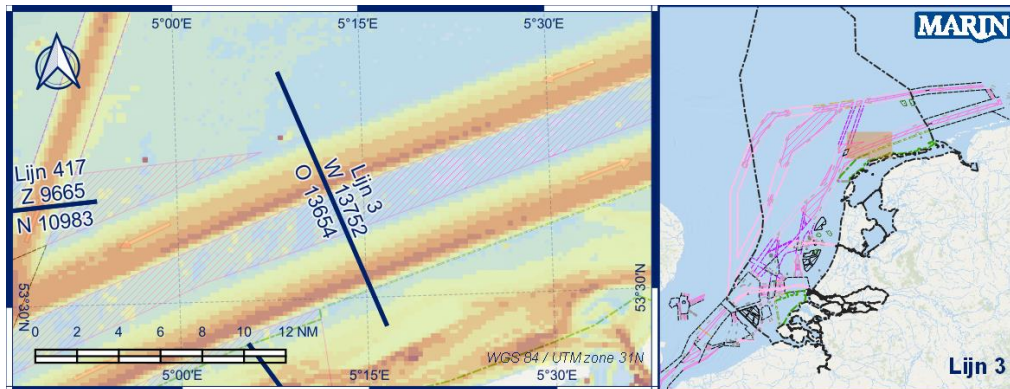 5°00'E
5°15'E
5°30'E
MARIN
Lijn 417
Z 9665
N 10983
Lijn 3
W 13752
O 13654
53°30'N
53°30'N
0 2 4 6 8 10 12 NM
WGS 84 / UTM zone 31N
5°00'E
5°15'E
5°30'E
Lijn 3